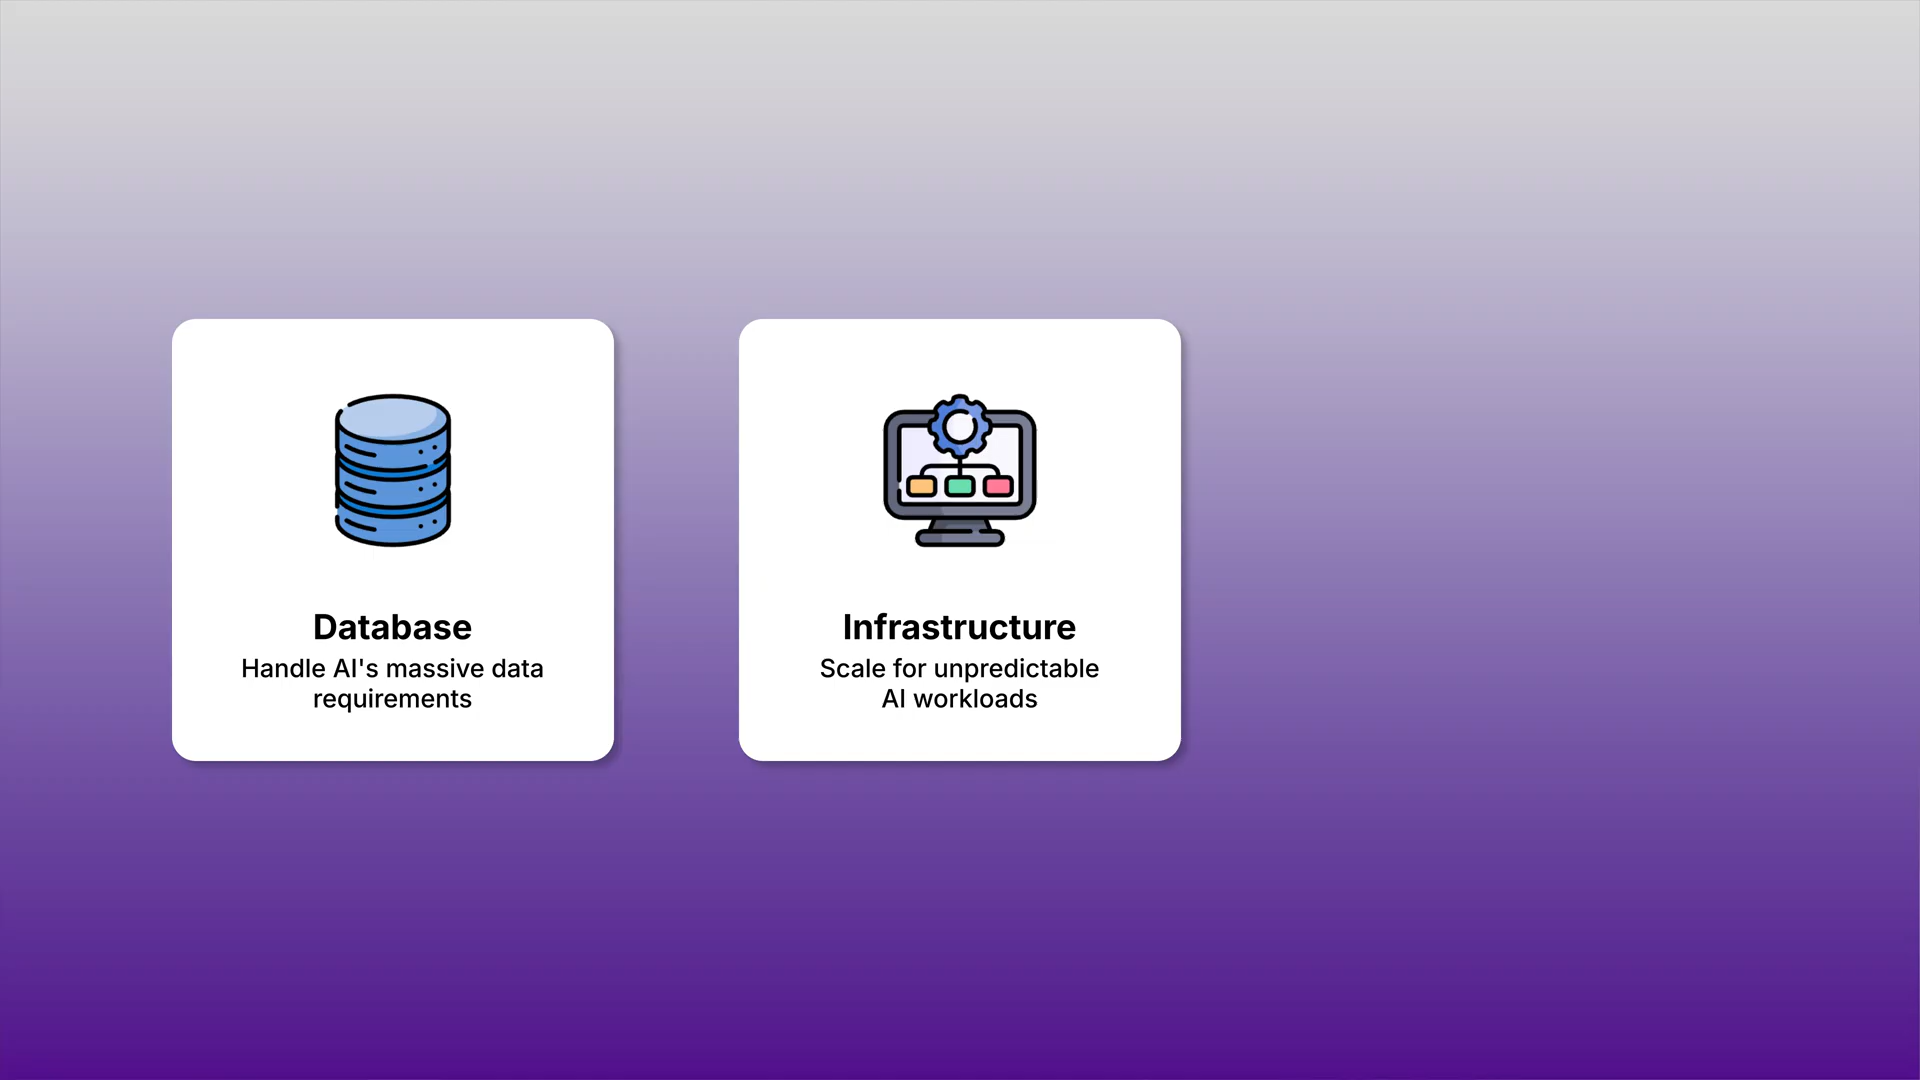 Database
Handle AI's massive data
requirements
Infrastructure
Scale for unpredictable
AI workloads